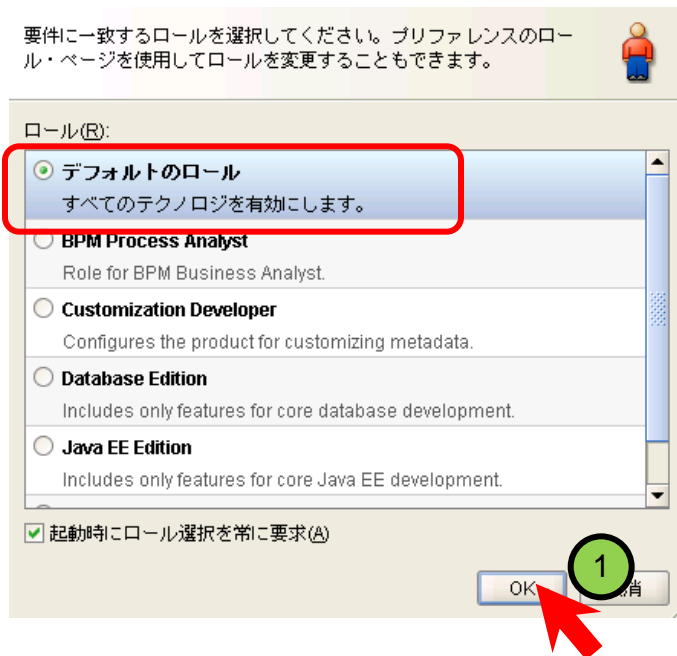 要件に一致するロールを選択してください。プリファレンスのロー
ル・ページを使用してロールを変更することもできます。
ロール(R):
デフォルトのロール
すべてのテクノロジを有効にします。
BPM Process Analyst
Role for BPM Business Analyst.
Customization Developer
Configures the product for customizing metadata.
Database Edition
Includes only features for core database development.
Java EE Edition
Includes only features for core Java EE development.
起動時にロール選択を常に要求(A)
OK
1
消